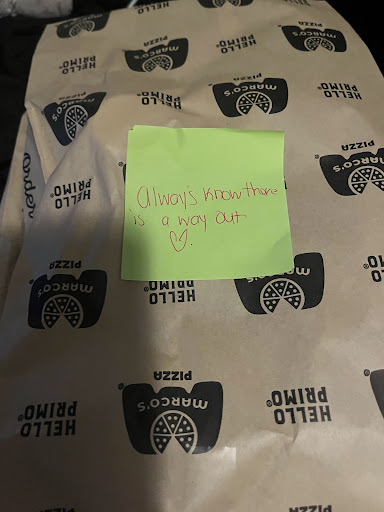 always know there
is a way out
MARCO'S
PIZZA
HELLO
PRIMO®